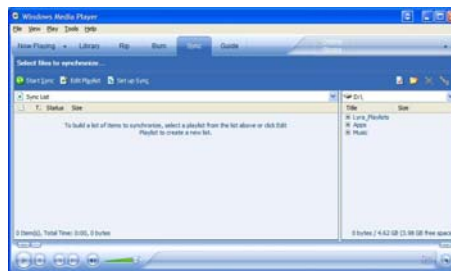 Windows Media Player
File View Play Tools Help
Now Playing Library Rip Burn Sync Guide
Select files to synchronize...
Start Sync Edit Playlist Set up Sync
Sync List D:\
T. Status Size Title Size
To build a list of items to synchronize, select a playlist from the list above or click Edit
Playlist to create a new list.
Lyra_Playlists
Apps
Music
0 Item(s), Total Time: 0:00, 0 bytes 0 bytes / 4.62 GB (3.98 GB free space